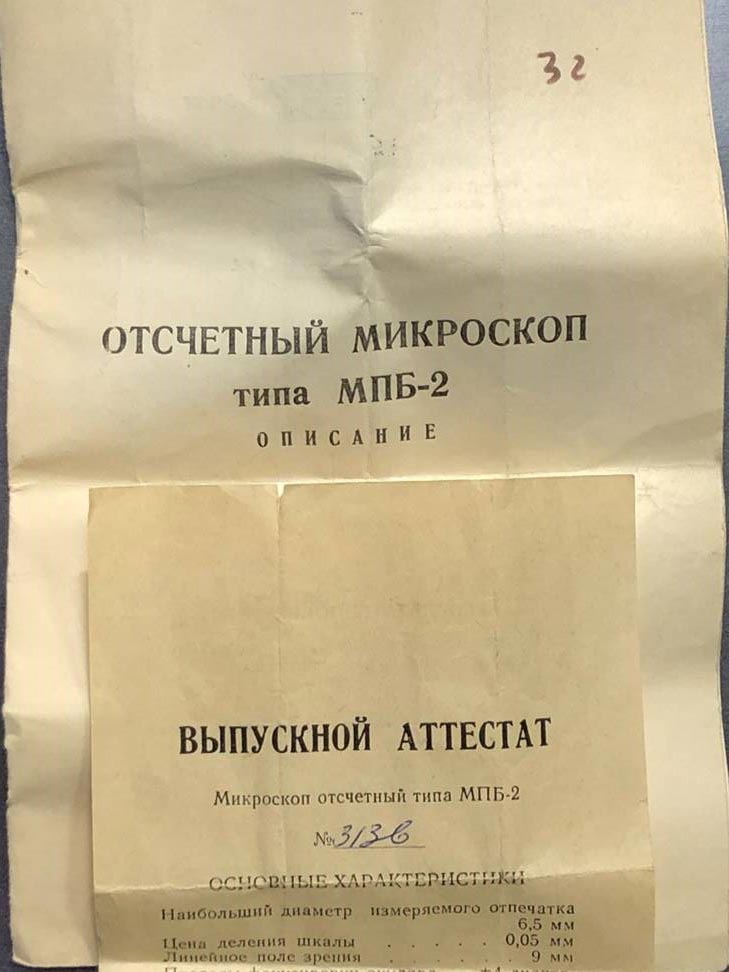 32
ОТСЧЕТНЫЙ МИКРОСКОП
типа МПБ-2
ОПИСАНИЕ
ВЫПУСКНОЙ АТТЕСТАТ
Микроскоп отсчетный типа МПБ-2
№ 3136
ОСНОВНЫЕ ХАРАКТЕРИСТИКИ
Наибольший диаметр измеряемого отпечатка
6,5 мм
Цена деления шкалы . . . . . 0,05 мм
Линейное поле зрения . . . . . . 9 мм